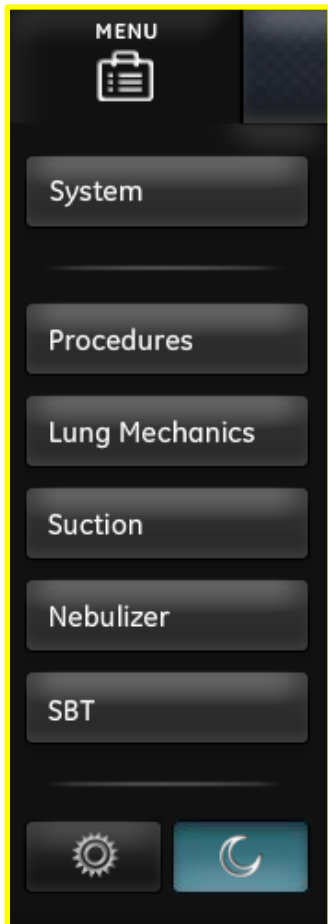 MENU
System
Procedures
Lung Mechanics
Suction
Nebulizer
SBT